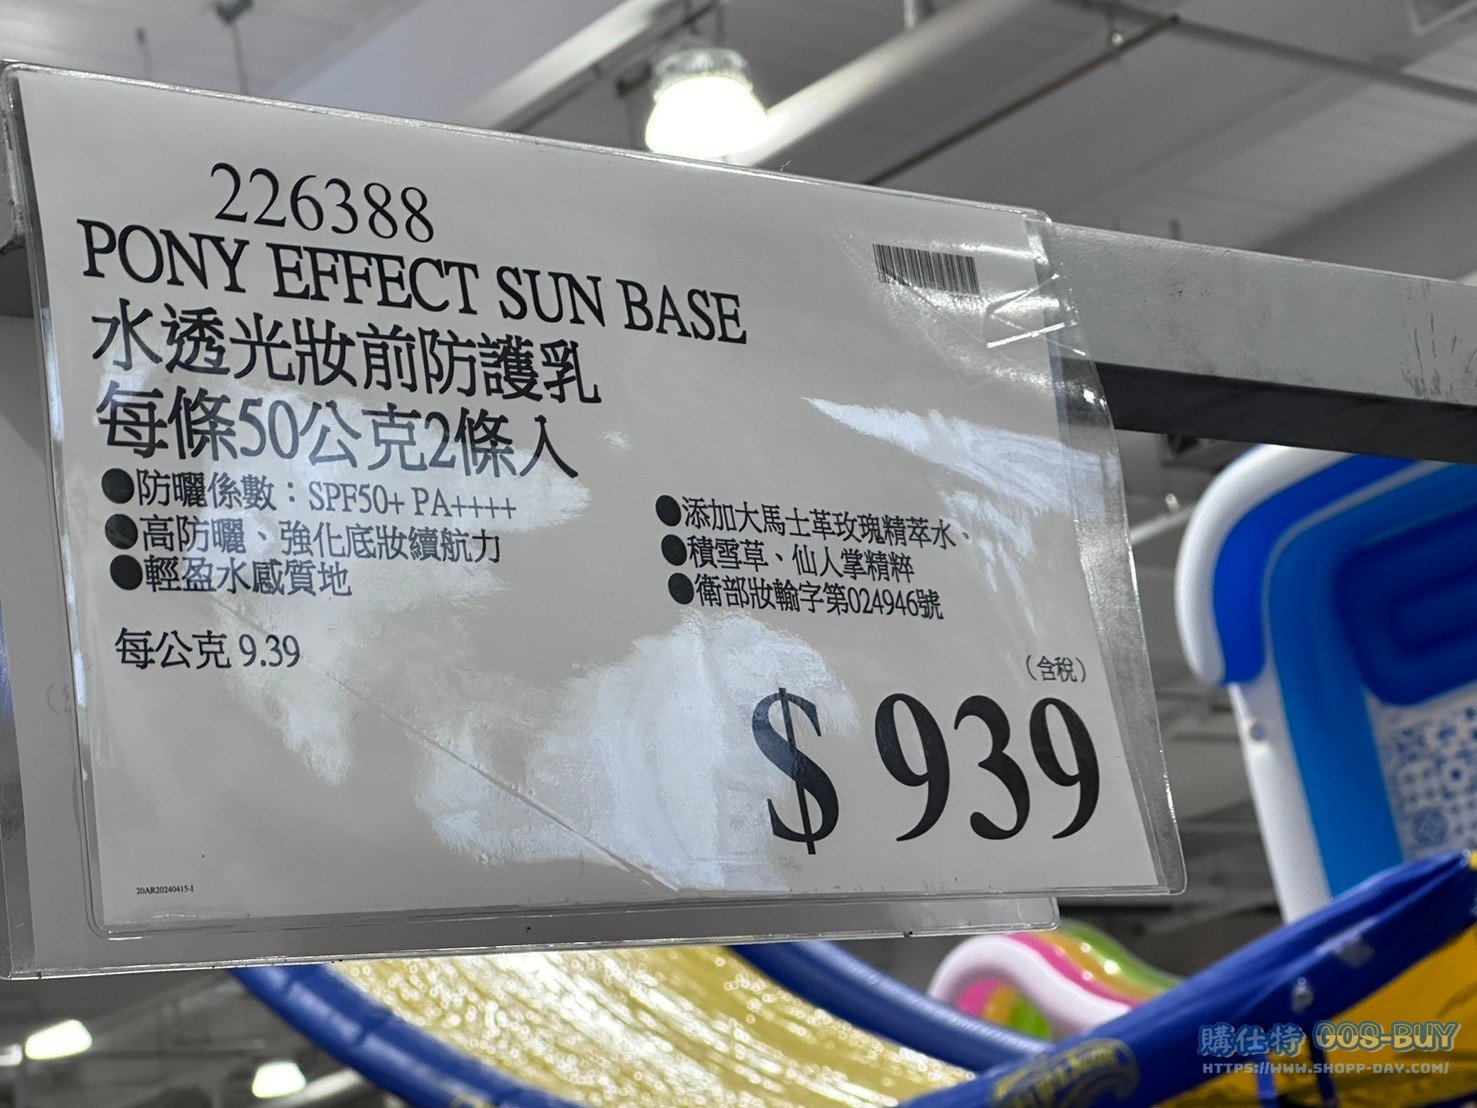 226388
PONY EFFECT SUN BASE
水透光妝前防護乳
每條50公克2條入
●防曬係數：SPF50+ PA++++
●高防曬、強化底妝續航力
●輕盈水感質地
●添加大馬士革玫瑰精萃水、
●積雪草、仙人掌精粹
●衛部妝輸字第024946號
每公克 9.39
（含稅）
$ 939
20AR20240415-1
購仕特 GOS-BUY
HTTPS://WWW.SHOPP-DAY.COM/